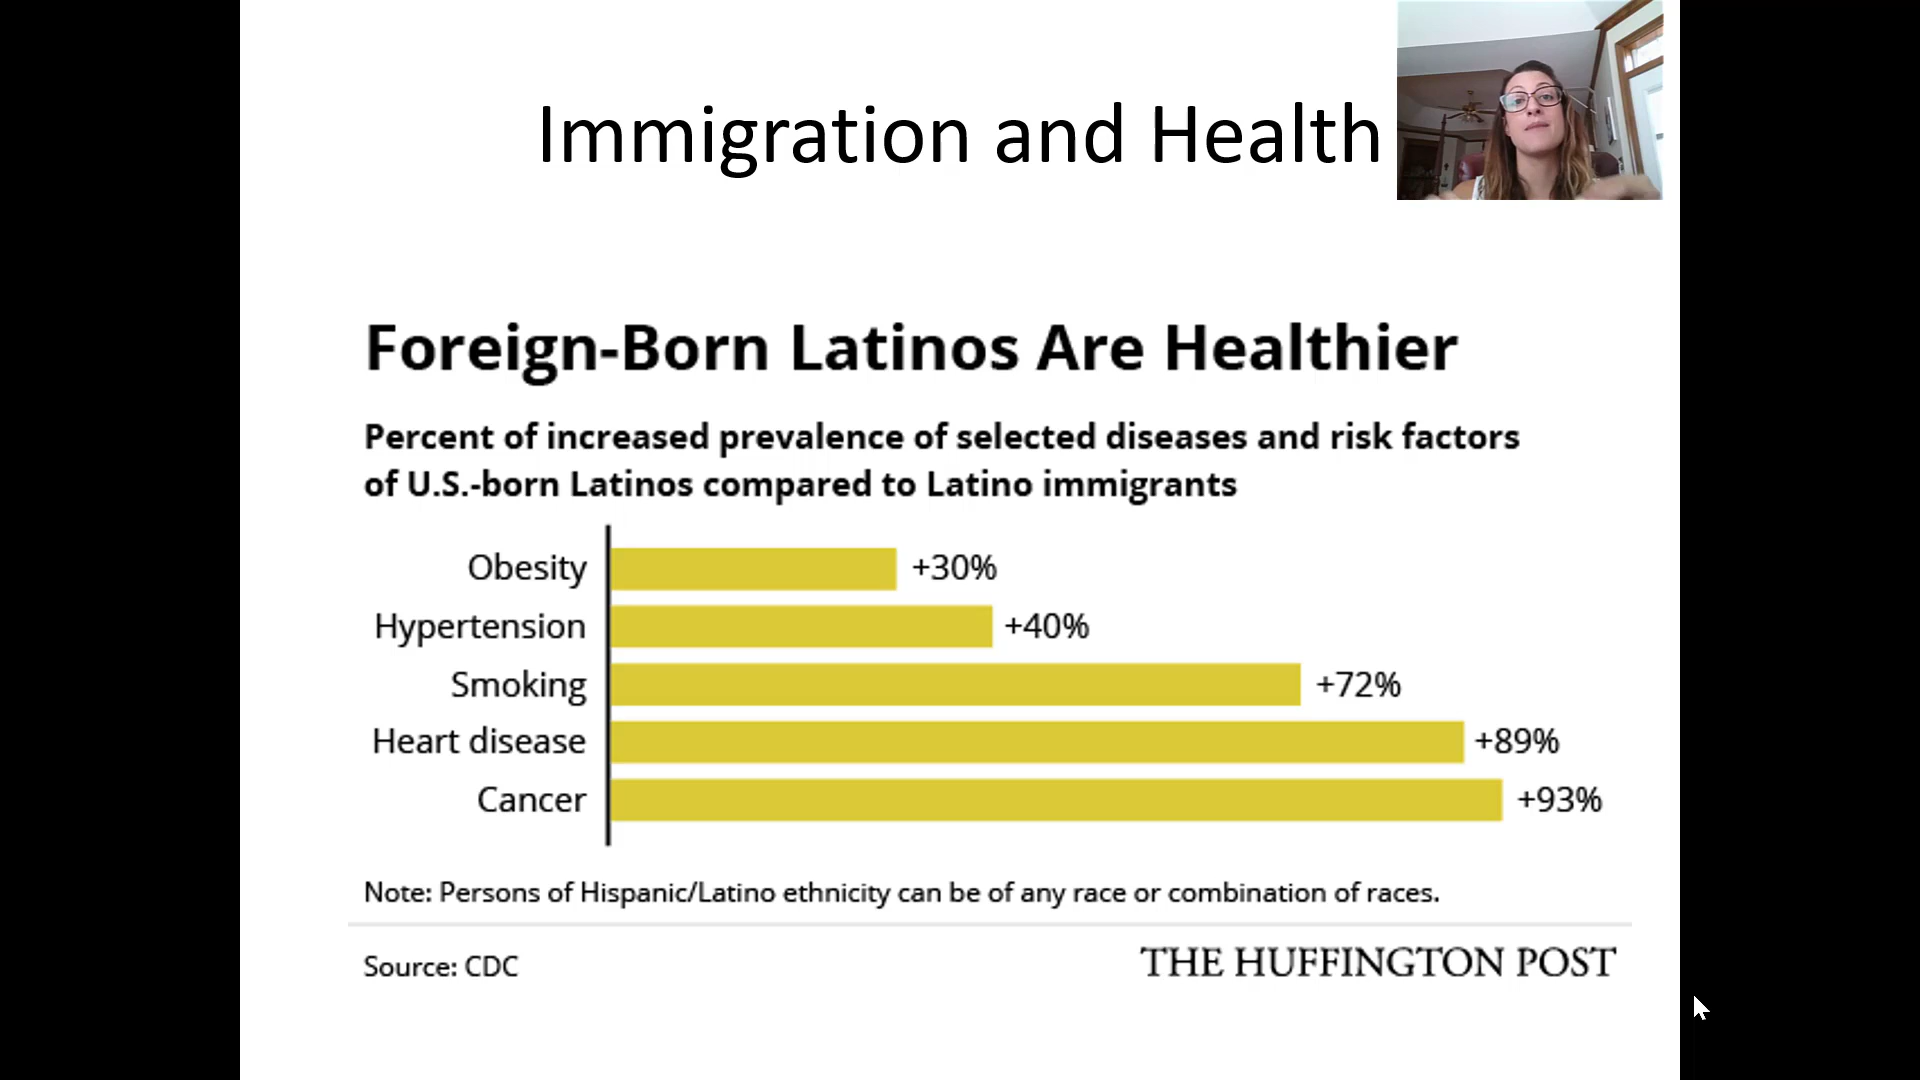 Immigration and Health
Foreign-Born Latinos Are Healthier
Percent of increased prevalence of selected diseases and risk factors
of U.S.-born Latinos compared to Latino immigrants
Obesity +30%
Hypertension +40%
Smoking +72%
Heart disease +89%
Cancer +93%
Note: Persons of Hispanic/Latino ethnicity can be of any race or combination of races.
Source: CDC THE HUFFINGTON POST